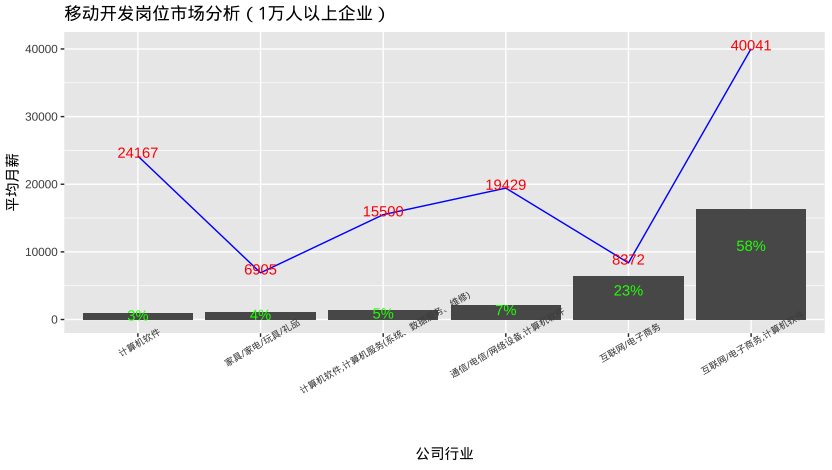 移动开发岗位市场分析（1万人以上企业）
平均月薪
40000
30000
20000
10000
0
24167
6905
15500
19429
8372
40041
3%
4%
5%
7%
23%
58%
计算机软件
家具/家电/玩具/礼品
计算机软件,计算机服务(系统、数据服务、维修)
通信/电信/网络设备,计算机软件
互联网/电子商务
互联网/电子商务,计算机软件
公司行业